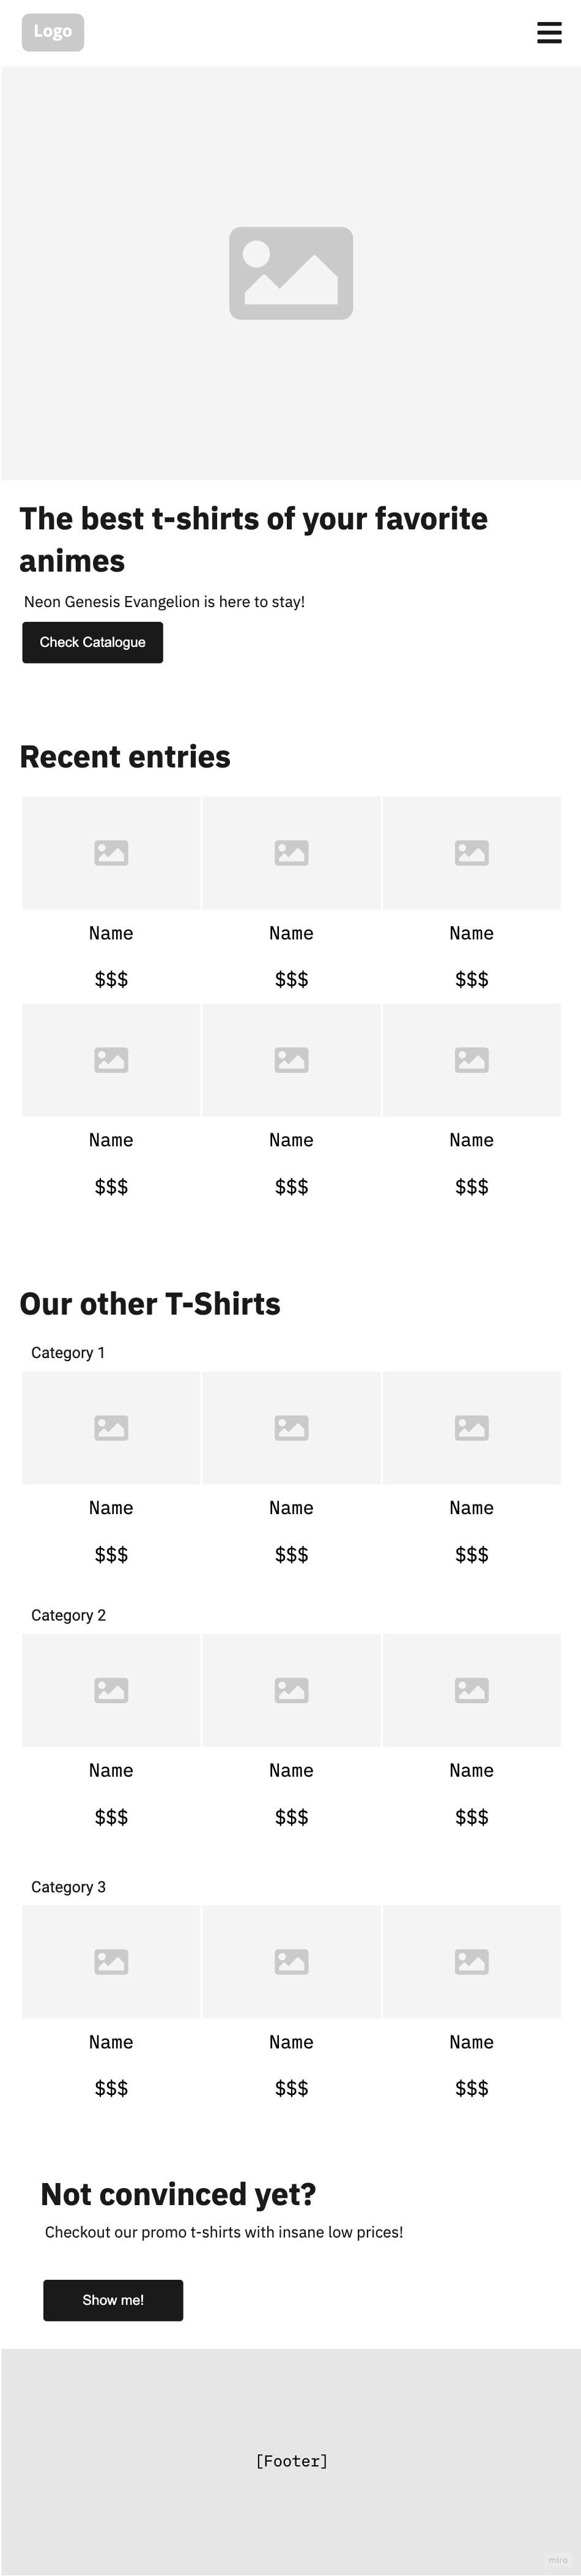 Logo
The best t-shirts of your favorite
animes
Neon Genesis Evangelion is here to stay!
Check Catalogue
Recent entries
Name Name Name
$$$ $$$ $$$
Name Name Name
$$$ $$$ $$$
Our other T-Shirts
Category 1
Name Name Name
$$$ $$$ $$$
Category 2
Name Name Name
$$$ $$$ $$$
Category 3
Name Name Name
$$$ $$$ $$$
Not convinced yet?
Checkout our promo t-shirts with insane low prices!
Show me!
[Footer]
miro